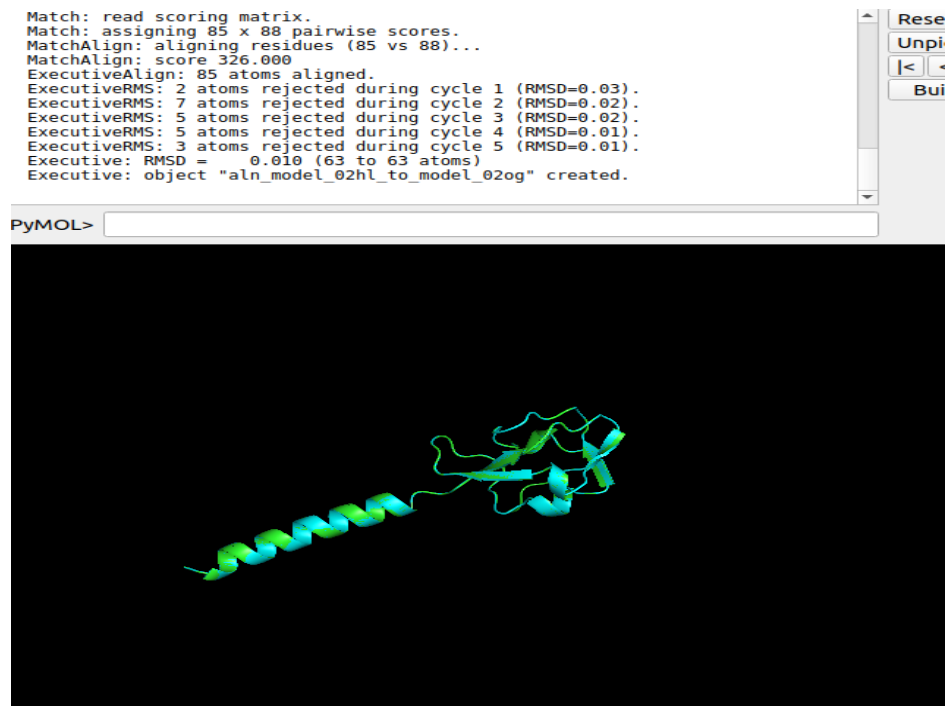 Match: read scoring matrix.
Match: assigning 85 x 88 pairwise scores.
MatchAlign: aligning residues (85 vs 88)...
MatchAlign: score 326.000
ExecutiveAlign: 85 atoms aligned.
ExecutiveRMS: 2 atoms rejected during cycle 1 (RMSD=0.03).
ExecutiveRMS: 7 atoms rejected during cycle 2 (RMSD=0.02).
ExecutiveRMS: 5 atoms rejected during cycle 3 (RMSD=0.02).
ExecutiveRMS: 5 atoms rejected during cycle 4 (RMSD=0.01).
ExecutiveRMS: 3 atoms rejected during cycle 5 (RMSD=0.01).
Executive: RMSD =    0.010 (63 to 63 atoms)
Executive: object "aln_model_02hl_to_model_02og" created.
PyMOL>
Rese
Unpi
|< <
Bui